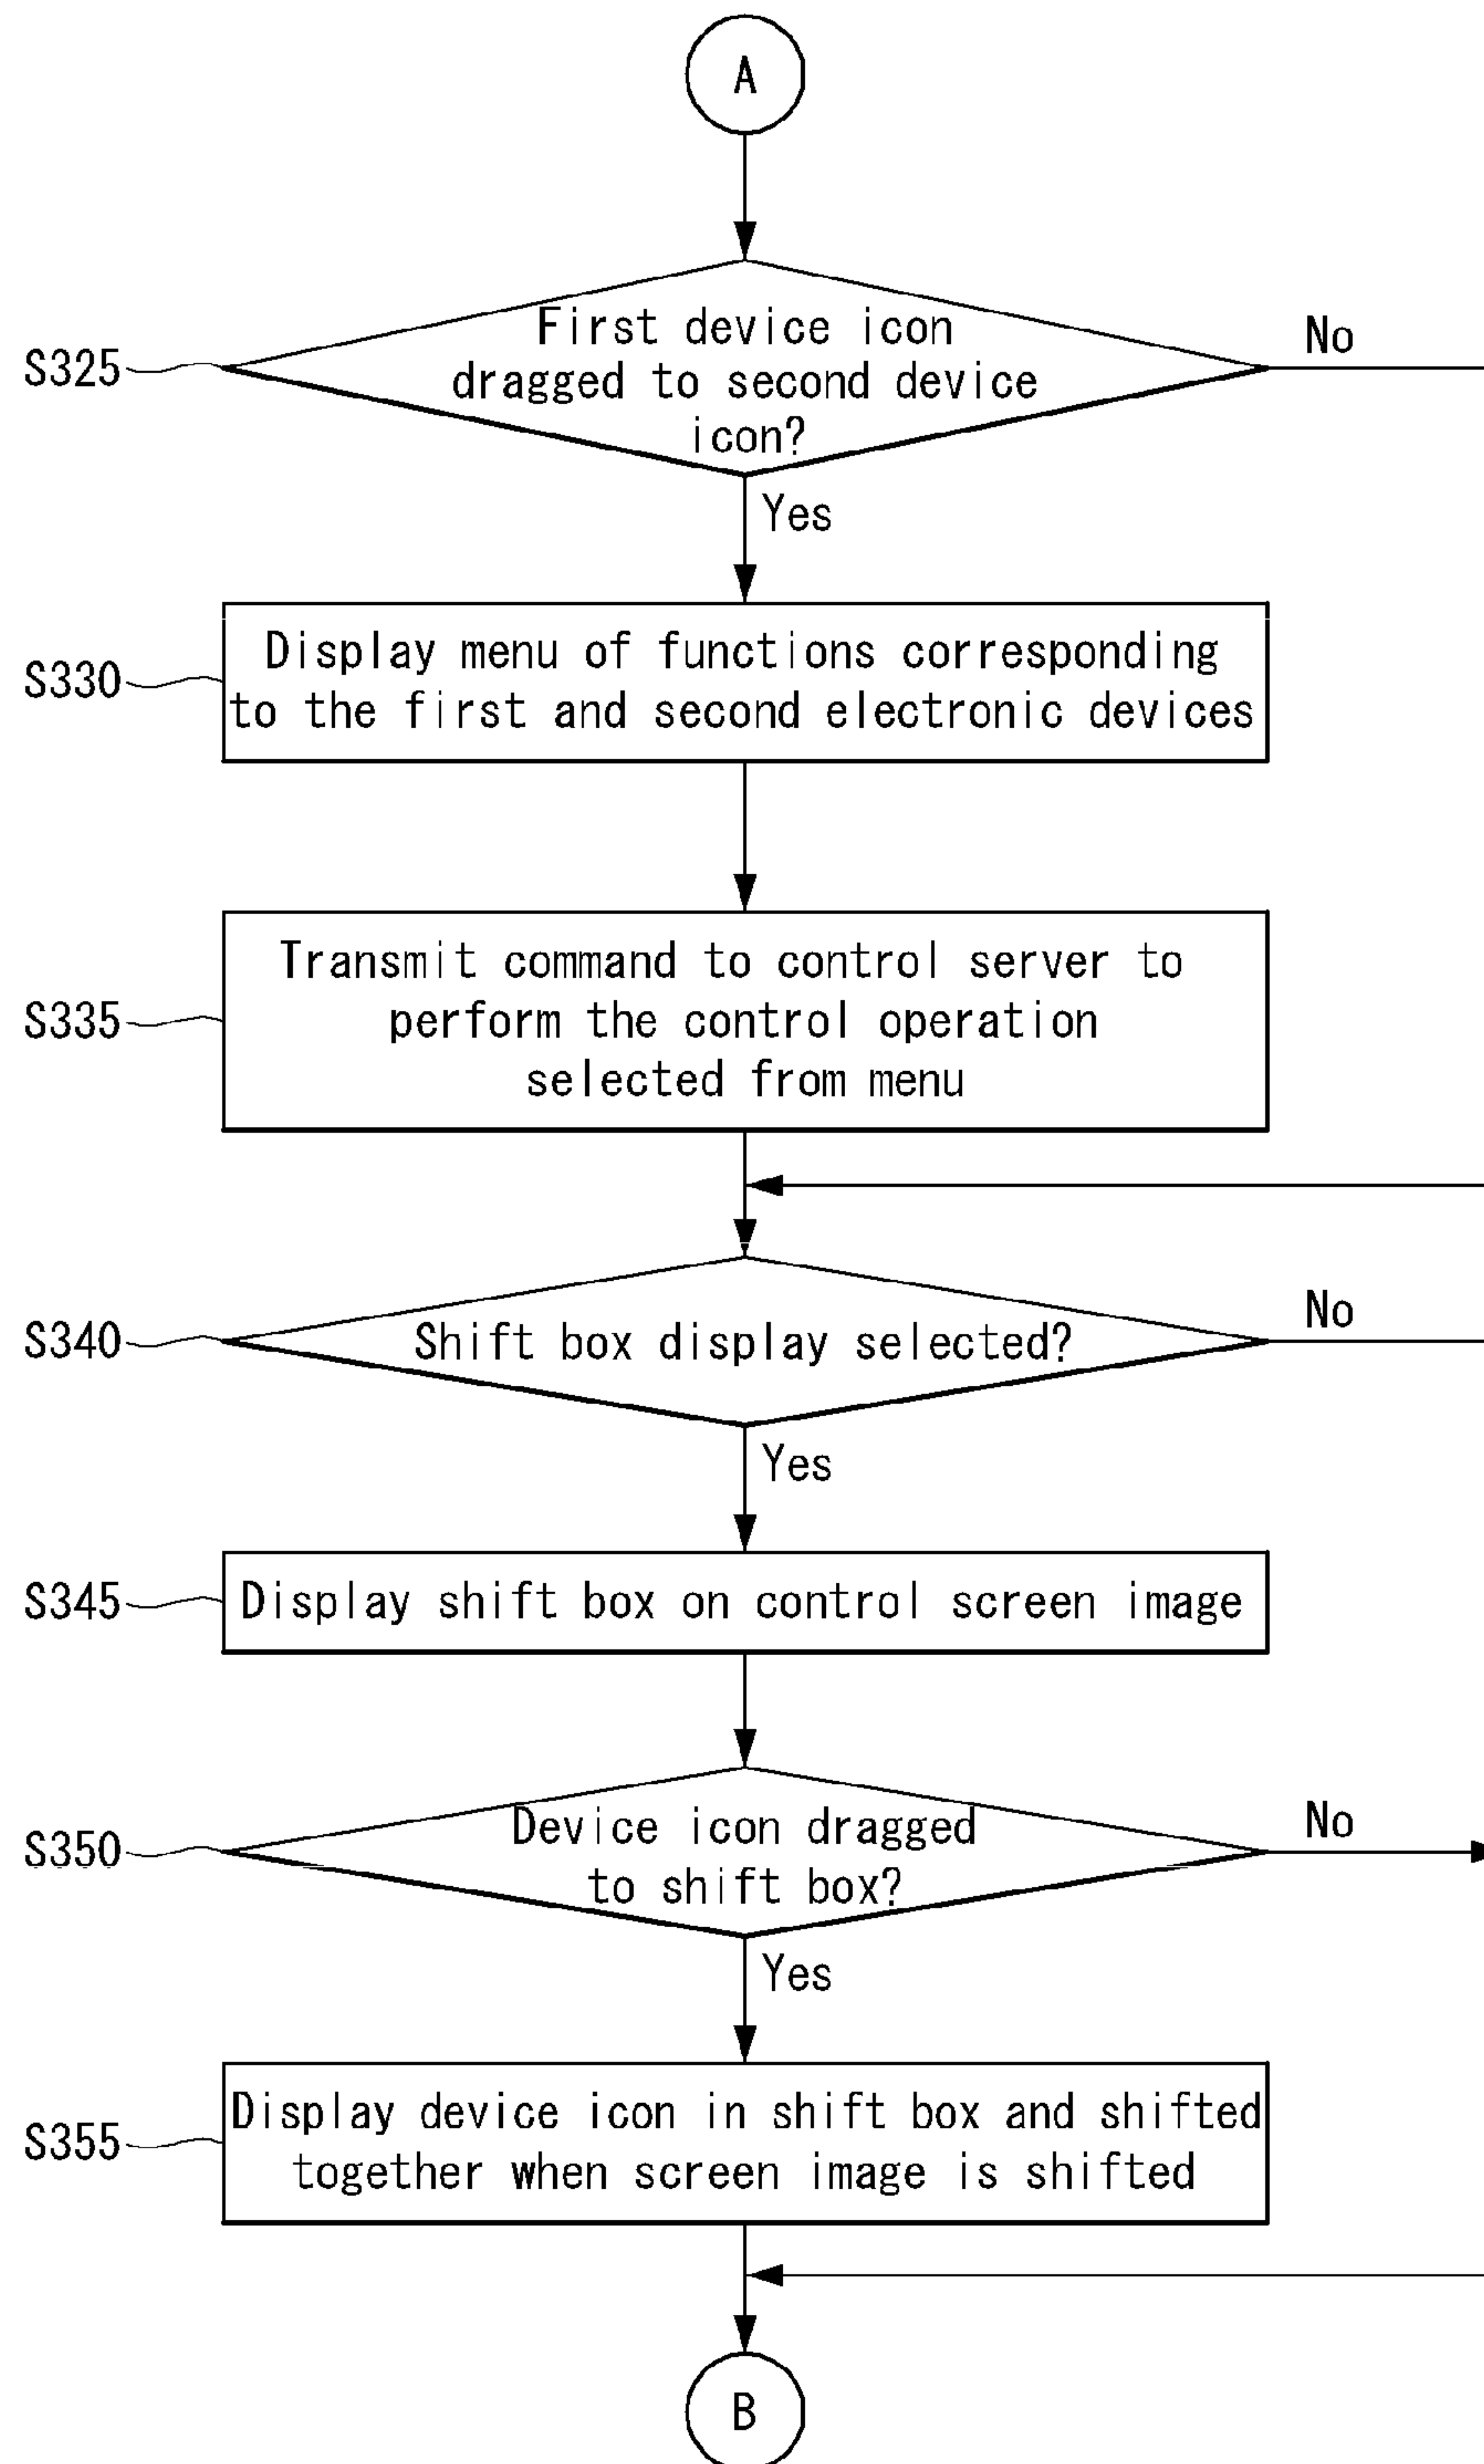 A
First device icon
dragged to second device
icon?
S325
No
Yes
Display menu of functions corresponding
to the first and second electronic devices
S330
Transmit command to control server to
perform the control operation
selected from menu
S335
Shift box display selected?
S340
No
Yes
Display shift box on control screen image
S345
Device icon dragged
to shift box?
S350
No
Yes
Display device icon in shift box and shifted
together when screen image is shifted
S355
B